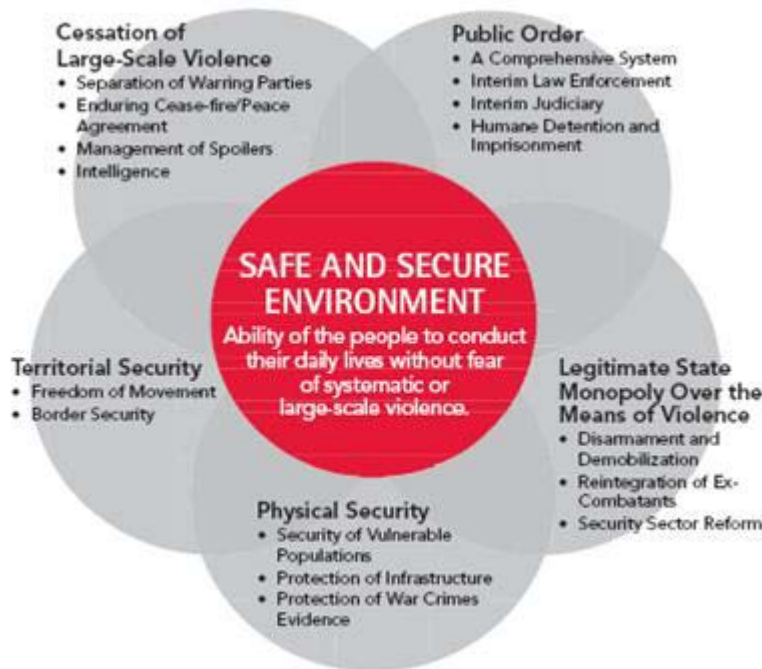 Cessation of
Large-Scale Violence
• Separation of Warring Parties
• Enduring Cease-fire/Peace
Agreement
• Management of Spoilers
• Intelligence
Public Order
• A Comprehensive System
• Interim Law Enforcement
• Interim Judiciary
• Humane Detention and
Imprisonment
SAFE AND SECURE
ENVIRONMENT
Ability of the people to conduct
their daily lives without fear
of systematic or
large-scale violence.
Territorial Security
• Freedom of Movement
• Border Security
Legitimate State
Monopoly Over the
Means of Violence
• Disarmament and
Demobilization
• Reintegration of Ex-
Combatants
• Security Sector Reform
Physical Security
• Security of Vulnerable
Populations
• Protection of Infrastructure
• Protection of War Crimes
Evidence